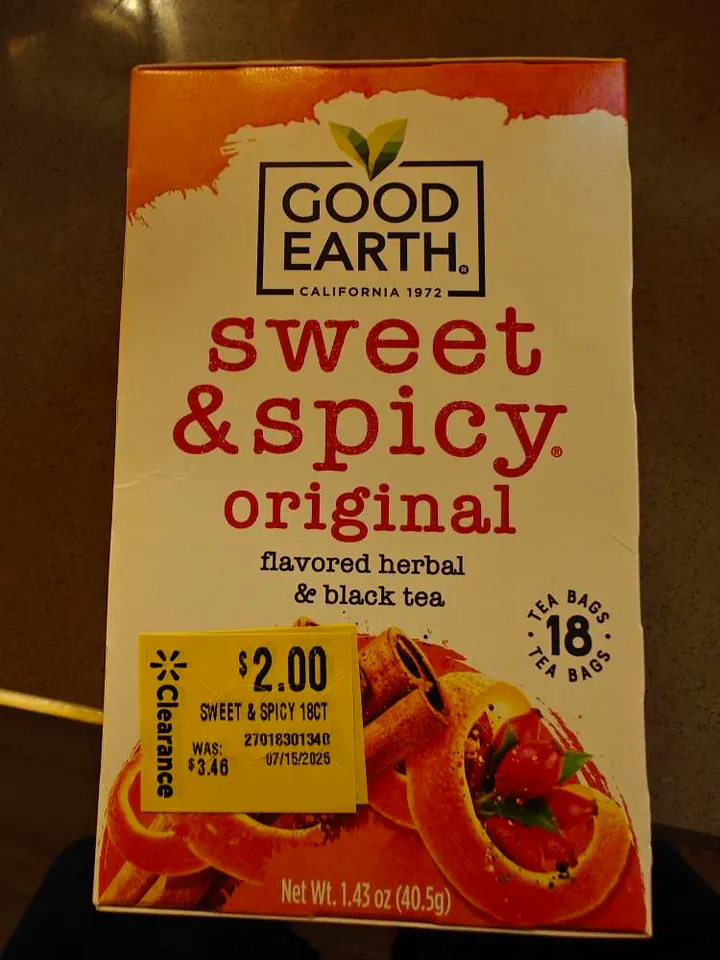 GOOD
EARTH®
CALIFORNIA 1972
sweet
&spicy®
original
flavored herbal
& black tea
TEA BAGS
18
TEA BAGS
Clearance
$2.00
SWEET & SPICY 18CT
WAS:
$3.46
27018301340
07/15/2025
Net Wt. 1.43 oz (40.5g)